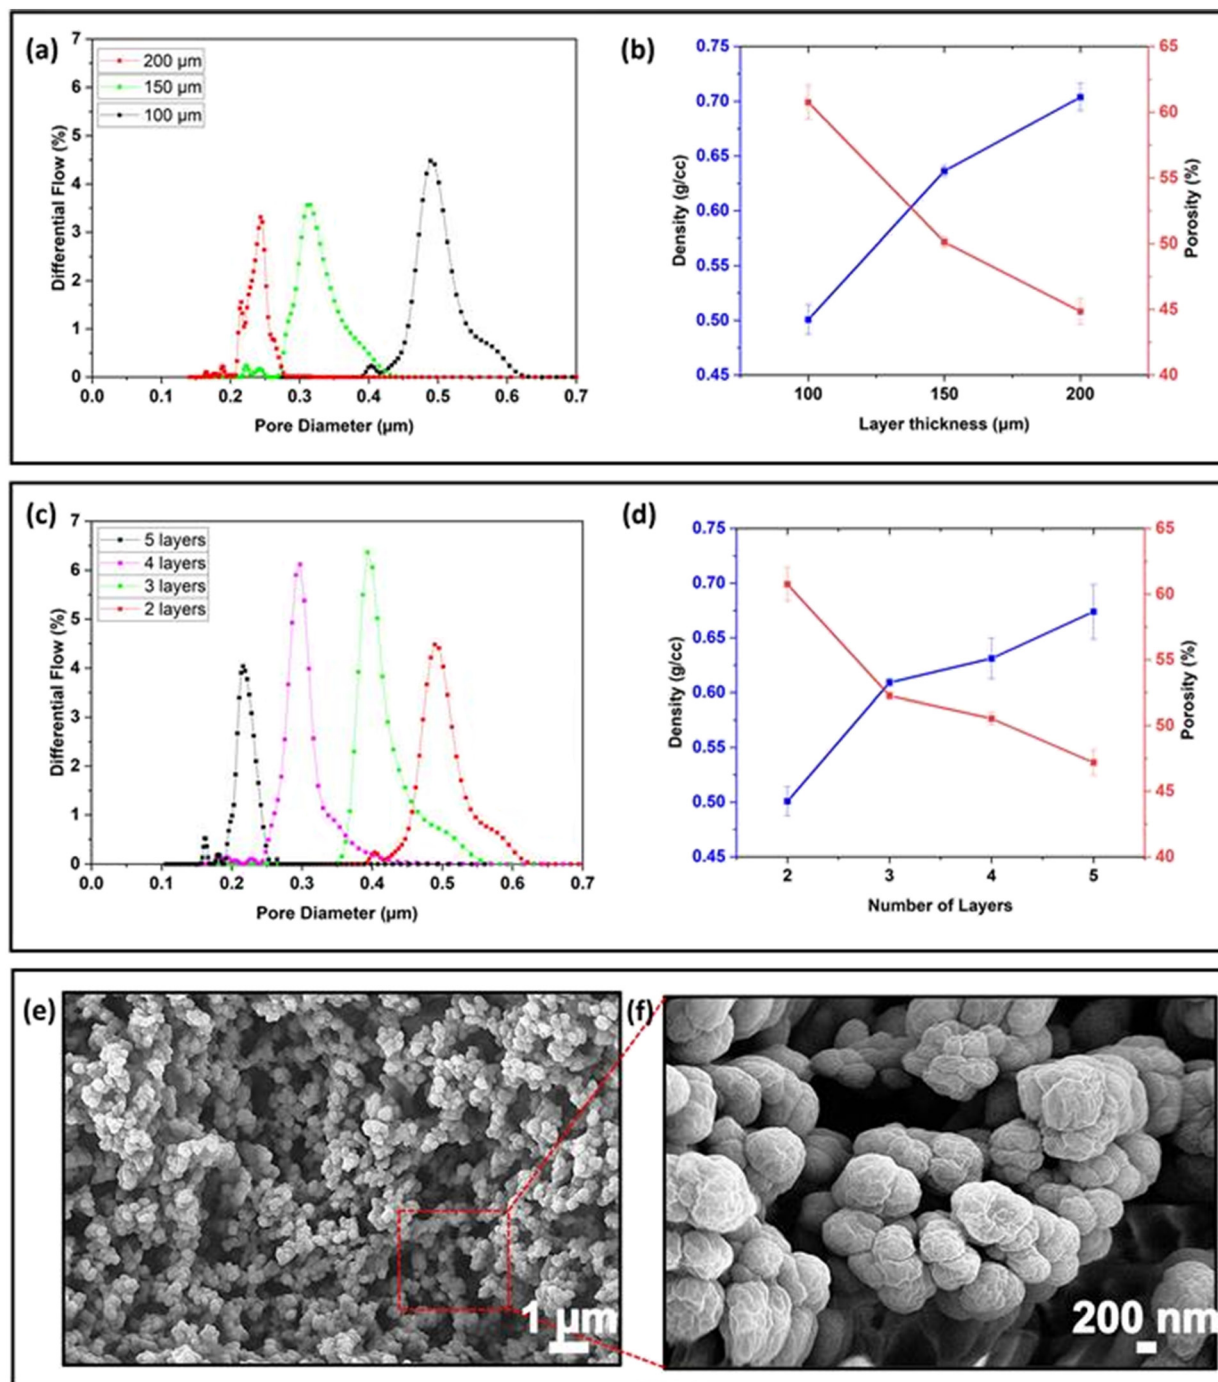 (a)
7
6
5
4
3
2
1
0
Differential Flow (%)
200 µm
150 µm
100 µm
0.0 0.1 0.2 0.3 0.4 0.5 0.6 0.7
Pore Diameter (µm)
(b)
0.75
0.70
0.65
0.60
0.55
0.50
0.45
Density (g/cc)
65
60
55
50
45
40
Porosity (%)
100 150 200
Layer thickness (µm)
(c)
7
6
5
4
3
2
1
0
Differential Flow (%)
5 layers
4 layers
3 layers
2 layers
0.0 0.1 0.2 0.3 0.4 0.5 0.6 0.7
Pore Diameter (µm)
(d)
0.75
0.70
0.65
0.60
0.55
0.50
0.45
Density (g/cc)
65
60
55
50
45
40
Porosity (%)
2 3 4 5
Number of Layers
(e)
1 µm
(f)
200 nm